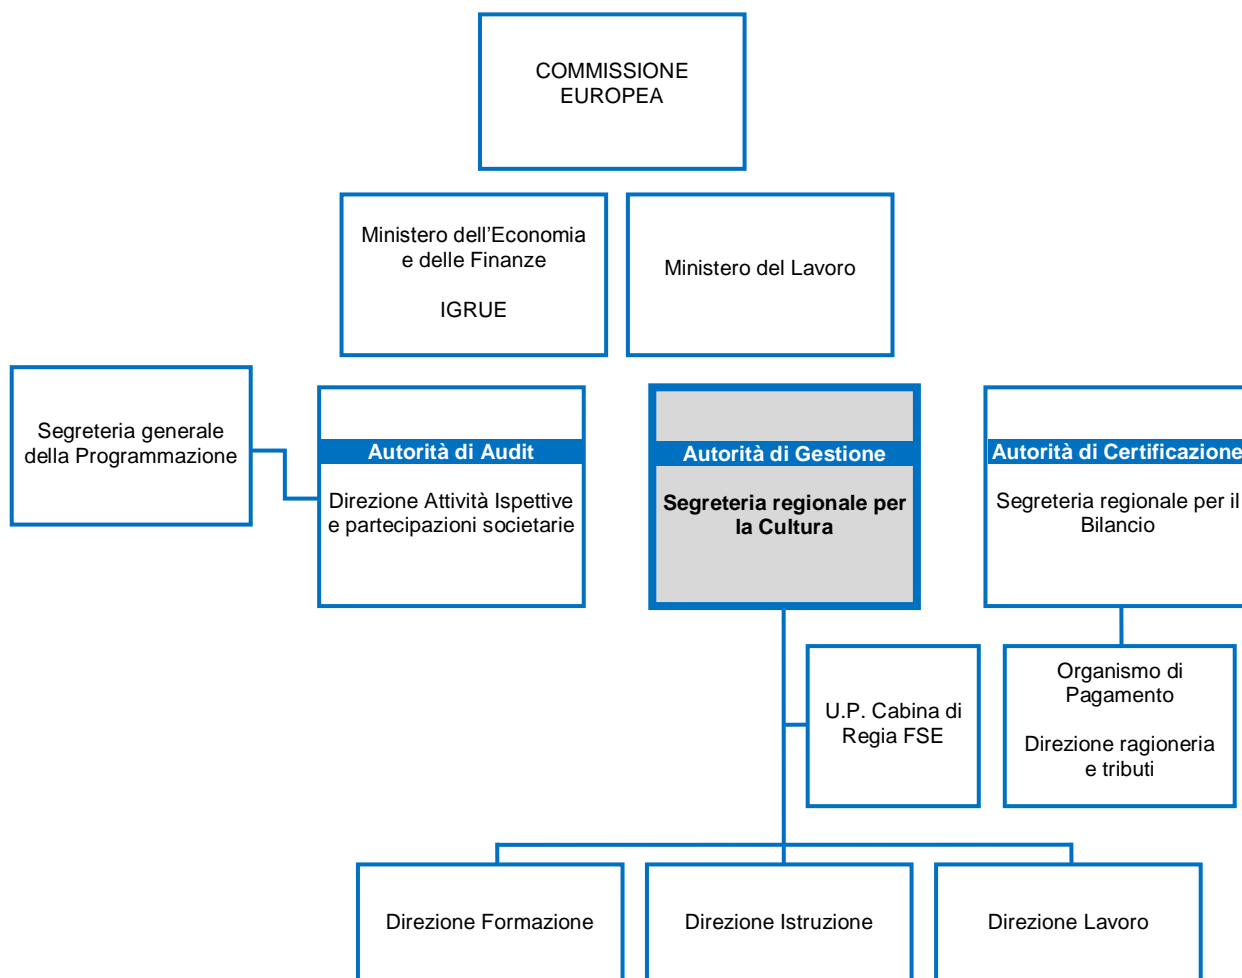 COMMISSIONE
EUROPEA
Ministero dell’Economia
e delle Finanze
IGRUE
Ministero del Lavoro
Segreteria generale
della Programmazione
Autorità di Audit
Direzione Attività Ispettive
e partecipazioni societarie
Autorità di Gestione
Segreteria regionale per
la Cultura
Autorità di Certificazione
Segreteria regionale per il
Bilancio
U.P. Cabina di
Regia FSE
Organismo di
Pagamento
Direzione ragioneria
e tributi
Direzione Formazione
Direzione Istruzione
Direzione Lavoro